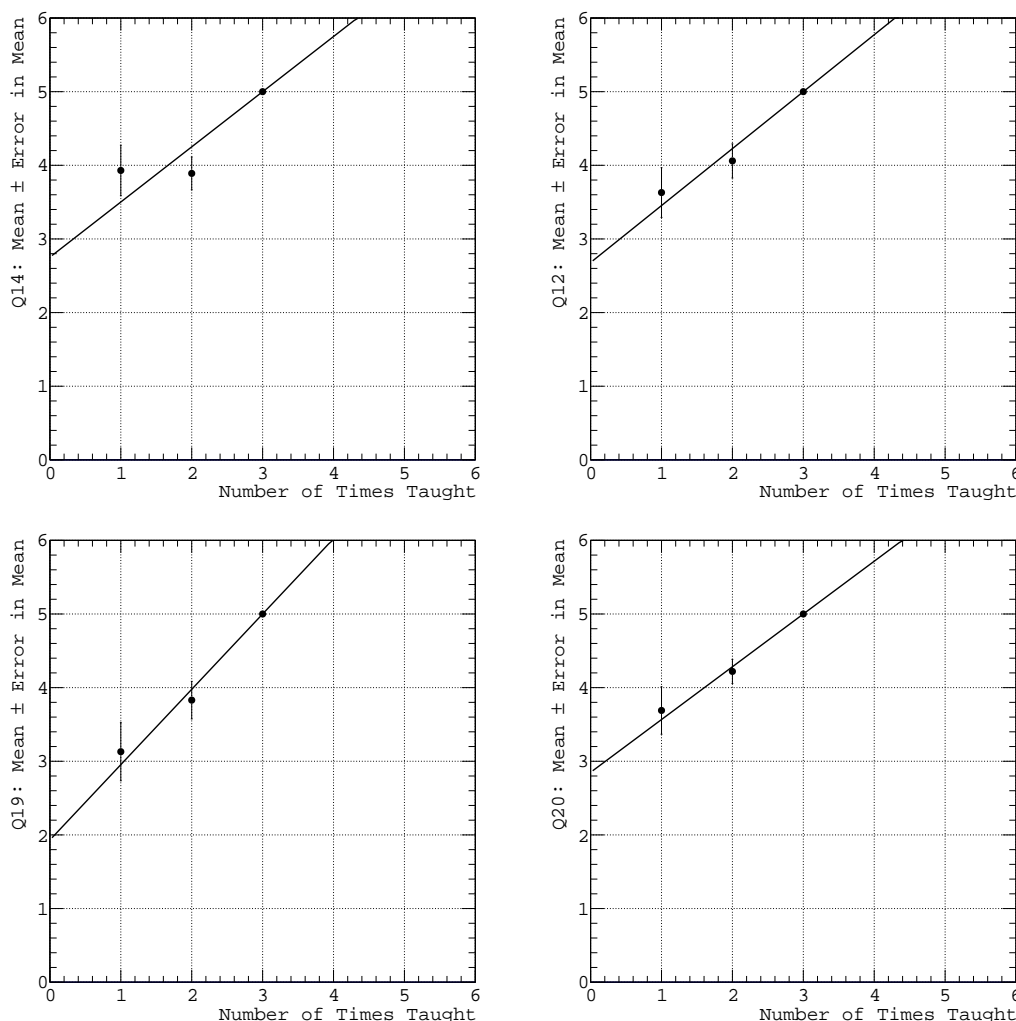 Q14: Mean ± Error in Mean
6
5
4
3
2
1
0
0 1 2 3 4 5 6
Number of Times Taught
Q12: Mean ± Error in Mean
6
5
4
3
2
1
0
0 1 2 3 4 5 6
Number of Times Taught
Q19: Mean ± Error in Mean
6
5
4
3
2
1
0
0 1 2 3 4 5 6
Number of Times Taught
Q20: Mean ± Error in Mean
6
5
4
3
2
1
0
0 1 2 3 4 5 6
Number of Times Taught